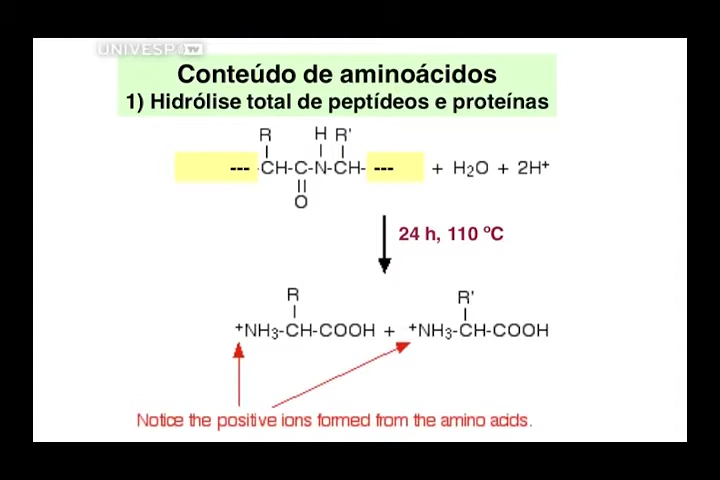 UNIVESP TV
Conteúdo de aminoácidos
1) Hidrólise total de peptídeos e proteínas
R H R'
--- -CH-C-N-CH- --- + H₂O + 2H⁺
O
24 h, 110 ºC
R R'
⁺NH₃-CH-COOH + ⁺NH₃-CH-COOH
Notice the positive ions formed from the amino acids.